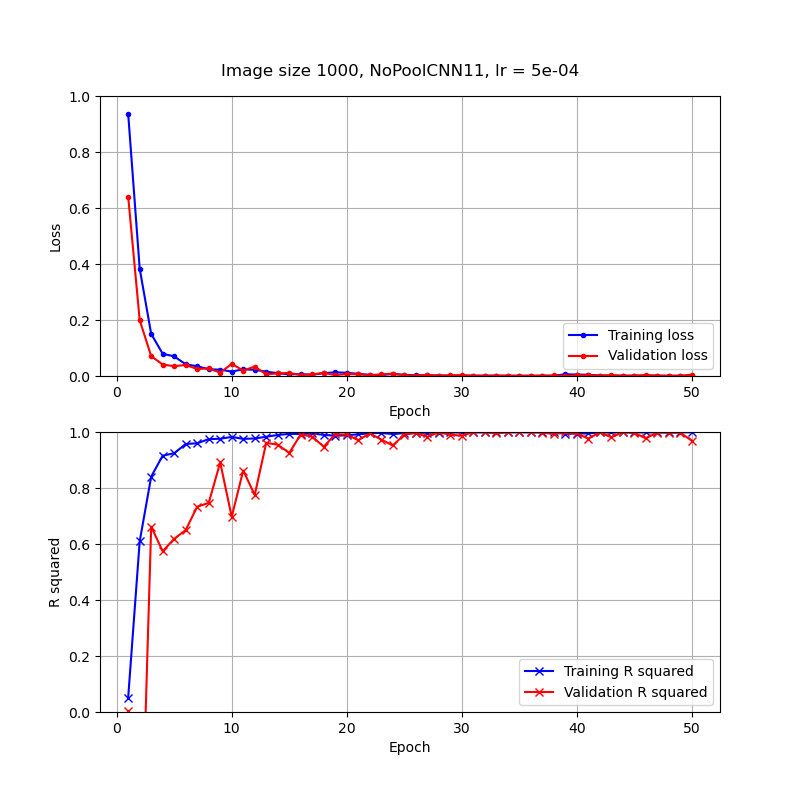 Image size 1000, NoPoolCNN11, lr = 5e-04
1.0
0.8
0.6
0.4
0.2
0.0
Loss
Training loss
Validation loss
0 10 20 30 40 50
Epoch
1.0
0.8
0.6
0.4
0.2
0.0
R squared
Training R squared
Validation R squared
0 10 20 30 40 50
Epoch